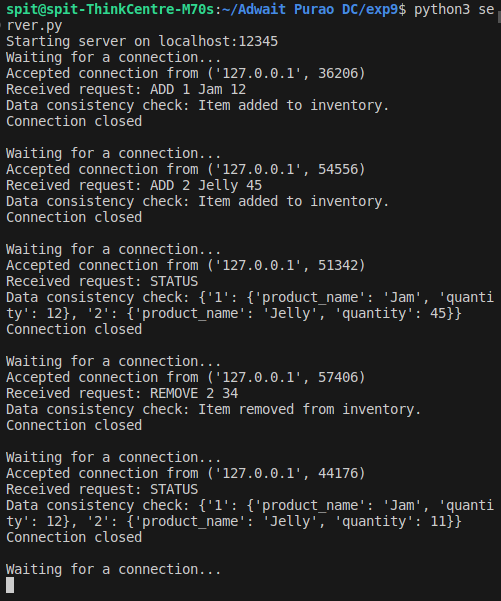 spit@spit-ThinkCentre-M70s:~/Adwait Purao DC/exp9$ python3 se
rver.py
Starting server on localhost:12345
Waiting for a connection...
Accepted connection from ('127.0.0.1', 36206)
Received request: ADD 1 Jam 12
Data consistency check: Item added to inventory.
Connection closed

Waiting for a connection...
Accepted connection from ('127.0.0.1', 54556)
Received request: ADD 2 Jelly 45
Data consistency check: Item added to inventory.
Connection closed

Waiting for a connection...
Accepted connection from ('127.0.0.1', 51342)
Received request: STATUS
Data consistency check: {'1': {'product_name': 'Jam', 'quanti
ty': 12}, '2': {'product_name': 'Jelly', 'quantity': 45}}
Connection closed

Waiting for a connection...
Accepted connection from ('127.0.0.1', 57406)
Received request: REMOVE 2 34
Data consistency check: Item removed from inventory.
Connection closed

Waiting for a connection...
Accepted connection from ('127.0.0.1', 44176)
Received request: STATUS
Data consistency check: {'1': {'product_name': 'Jam', 'quanti
ty': 12}, '2': {'product_name': 'Jelly', 'quantity': 11}}
Connection closed

Waiting for a connection...